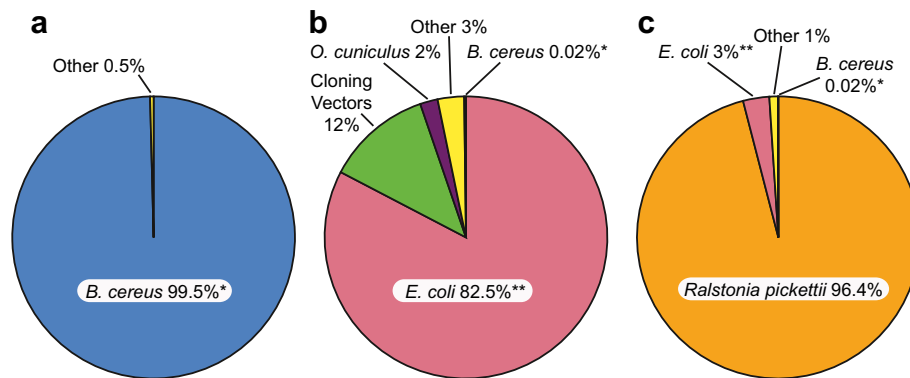 a
Other 0.5%
B. cereus 99.5%*
b
Other 3%
O. cuniculus 2%
B. cereus 0.02%*
Cloning
Vectors
12%
E. coli 82.5%**
c
Other 1%
E. coli 3%**
B. cereus
0.02%*
Ralstonia pickettii 96.4%